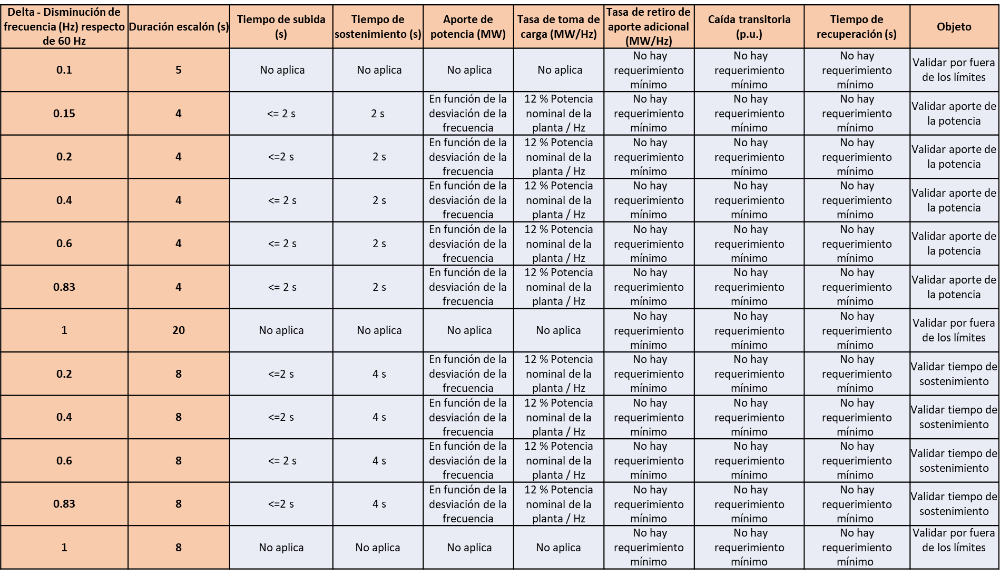 Delta - Disminución de
frecuencia (Hz) respecto
de 60 Hz
Duración escalón (s)
Tiempo de subida
(s)
Tiempo de
sostenimiento (s)
Aporte de
potencia (MW)
Tasa de toma de
carga (MW/Hz)
Tasa de retiro de
aporte adicional
(MW/Hz)
Caída transitoria
(p.u.)
Tiempo de
recuperación (s)
Objeto
0.1
5
No aplica
No aplica
No aplica
No aplica
No hay
requerimiento
mínimo
No hay
requerimiento
mínimo
No hay
requerimiento
mínimo
Validar por fuera
de los límites
0.15
4
<= 2 s
2 s
En función de la
desviación de la
frecuencia
12 % Potencia
nominal de la
planta / Hz
No hay
requerimiento
mínimo
No hay
requerimiento
mínimo
No hay
requerimiento
mínimo
Validar aporte de
la potencia
0.2
4
<=2 s
2 s
En función de la
desviación de la
frecuencia
12 % Potencia
nominal de la
planta / Hz
No hay
requerimiento
mínimo
No hay
requerimiento
mínimo
No hay
requerimiento
mínimo
Validar aporte de
la potencia
0.4
4
<= 2 s
2 s
En función de la
desviación de la
frecuencia
12 % Potencia
nominal de la
planta / Hz
No hay
requerimiento
mínimo
No hay
requerimiento
mínimo
No hay
requerimiento
mínimo
Validar aporte de
la potencia
0.6
4
<= 2 s
2 s
En función de la
desviación de la
frecuencia
12 % Potencia
nominal de la
planta / Hz
No hay
requerimiento
mínimo
No hay
requerimiento
mínimo
No hay
requerimiento
mínimo
Validar aporte de
la potencia
0.83
4
<= 2 s
2 s
En función de la
desviación de la
frecuencia
12 % Potencia
nominal de la
planta / Hz
No hay
requerimiento
mínimo
No hay
requerimiento
mínimo
No hay
requerimiento
mínimo
Validar aporte de
la potencia
1
20
No aplica
No aplica
No aplica
No aplica
No hay
requerimiento
mínimo
No hay
requerimiento
mínimo
No hay
requerimiento
mínimo
Validar por fuera
de los límites
0.2
8
<=2 s
4 s
En función de la
desviación de la
frecuencia
12 % Potencia
nominal de la
planta / Hz
No hay
requerimiento
mínimo
No hay
requerimiento
mínimo
No hay
requerimiento
mínimo
Validar tiempo de
sostenimiento
0.4
8
<=2 s
4 s
En función de la
desviación de la
frecuencia
12 % Potencia
nominal de la
planta / Hz
No hay
requerimiento
mínimo
No hay
requerimiento
mínimo
No hay
requerimiento
mínimo
Validar tiempo de
sostenimiento
0.6
8
<= 2 s
4 s
En función de la
desviación de la
frecuencia
12 % Potencia
nominal de la
planta / Hz
No hay
requerimiento
mínimo
No hay
requerimiento
mínimo
No hay
requerimiento
mínimo
Validar tiempo de
sostenimiento
0.83
8
<=2 s
4 s
En función de la
desviación de la
frecuencia
12 % Potencia
nominal de la
planta / Hz
No hay
requerimiento
mínimo
No hay
requerimiento
mínimo
No hay
requerimiento
mínimo
Validar tiempo de
sostenimiento
1
8
No aplica
No aplica
No aplica
No aplica
No hay
requerimiento
mínimo
No hay
requerimiento
mínimo
No hay
requerimiento
mínimo
Validar por fuera
de los límites